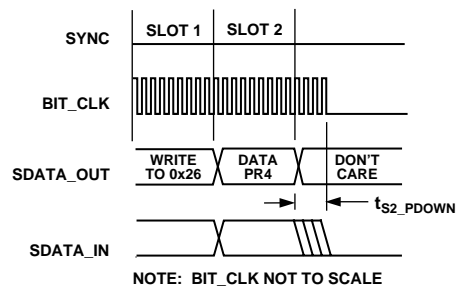 SLOT 1 SLOT 2
SYNC
BIT_CLK
SDATA_OUT
WRITE
TO 0x26
DATA
PR4
DON'T
CARE
tS2_PDOWN
SDATA_IN
NOTE: BIT_CLK NOT TO SCALE